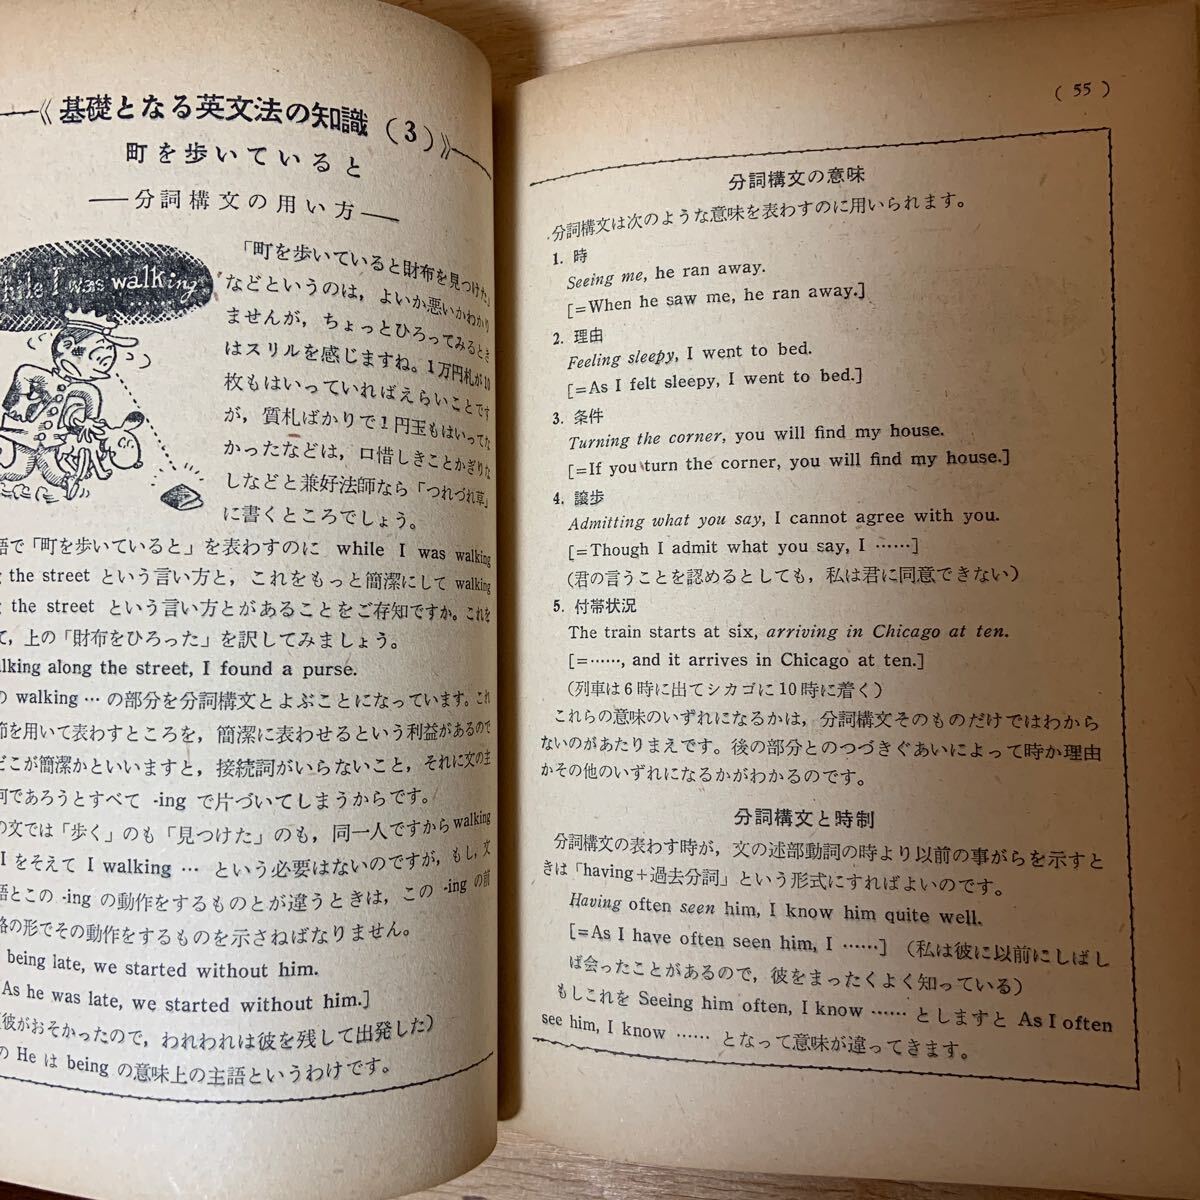 《基礎となる英文法の知識 (3)》
町を歩いていると
——分詞構文の用い方——
I was walking
「町を歩いていると財布を見つけた」
などというのは，よいか悪いかわかり
ませんが，ちょっとひろってみるとき
はスリルを感じますね。1万円札が10
枚もはいっていればえらいことです
が，質札ばかりで1円玉もはいってな
かったなどは，口惜しきことかぎりな
しなどと兼好法師なら「つれづれ草」
に書くところでしょう。
語で「町を歩いていると」を表わすのに while I was walking
the street という言い方と，これをもっと簡潔にして walking
the street という言い方とがあることをご存知ですか。これを
て，上の「財布をひろった」を訳してみましょう。
alking along the street, I found a purse.
の walking … の部分を分詞構文とよぶことになっています。これ
節を用いて表わすところを，簡潔に表わせるという利益があるので
どこが簡潔かといいますと，接続詞がいらないこと，それに文の主
何であろうとすべて -ing で片づいてしまうからです。
の文では「歩く」のも「見つけた」のも，同一人ですから walking
I をそえて I walking … という必要はないのですが，もし，文
語とこの -ing の動作をするものとが違うときは，この -ing の前
格の形でその動作をするものを示さねばなりません。
being late, we started without him.
As he was late, we started without him.]
彼がおそかったので，われわれは彼を残して出発した)
の He は being の意味上の主語というわけです。
( 55 )
分詞構文の意味
分詞構文は次のような意味を表わすのに用いられます。
1. 時
Seeing me, he ran away.
[=When he saw me, he ran away.]
2. 理由
Feeling sleepy, I went to bed.
[=As I felt sleepy, I went to bed.]
3. 条件
Turning the corner, you will find my house.
[=If you turn the corner, you will find my house.]
4. 譲歩
Admitting what you say, I cannot agree with you.
[=Though I admit what you say, I ……]
(君の言うことを認めるとしても，私は君に同意できない)
5. 付帯状況
The train starts at six, arriving in Chicago at ten.
[=……, and it arrives in Chicago at ten.]
(列車は6時に出てシカゴに10時に着く)
これらの意味のいずれになるかは，分詞構文そのものだけではわから
ないのがあたりまえです。後の部分とのつづきぐあいによって時か理由
かその他のいずれになるかがわかるのです。
分詞構文と時制
分詞構文の表わす時が，文の述部動詞の時より以前の事がらを示すと
きは「having+過去分詞」という形式にすればよいのです。
Having often seen him, I know him quite well.
[=As I have often seen him, I ……] (私は彼に以前にしばし
ば会ったことがあるので，彼をまったくよく知っている)
もしこれを Seeing him often, I know …… としますと As I often
see him, I know …… となって意味が違ってきます。